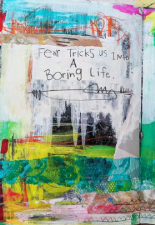 Fear Tricks us Into
A
Boring Life.